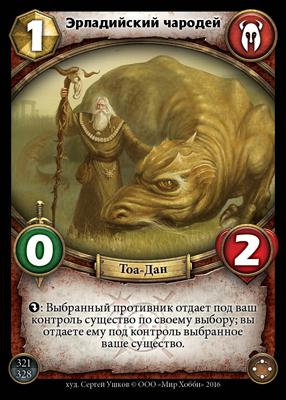 1
Эрладийский чародей
0
2
Тоа-Дан
: Выбранный противник отдает под ваш
контроль существо по своему выбору; вы
отдаете ему под контроль выбранное
ваше существо.
321
328
худ. Сергей Ушков © ООО «Мир Хобби» 2016